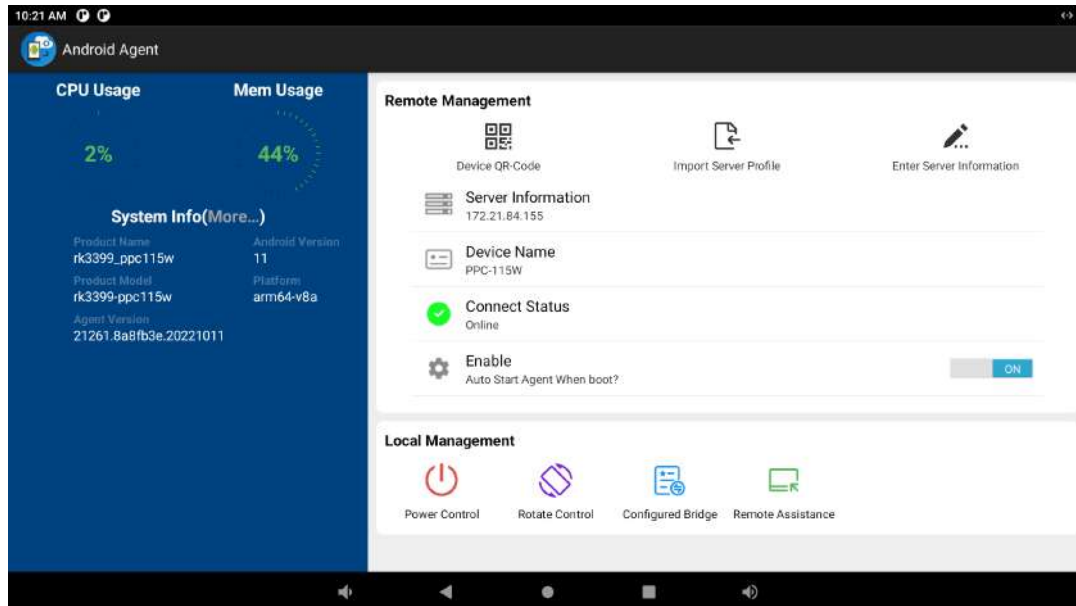 10:21 AM
Android Agent
CPU Usage
Mem Usage
2%
44%
System Info(More...)
Product Name
Android Version
rk3399_ppc115w
11
Product Model
Platform
rk3399-ppc115w
arm64-v8a
Agent Version
21261.8a8fb3e.20221011
Remote Management
Device QR-Code
Import Server Profile
Enter Server Information
Server Information
172.21.84.155
Device Name
PPC-115W
Connect Status
Online
Enable
Auto Start Agent When boot?
ON
Local Management
Power Control
Rotate Control
Configured Bridge
Remote Assistance